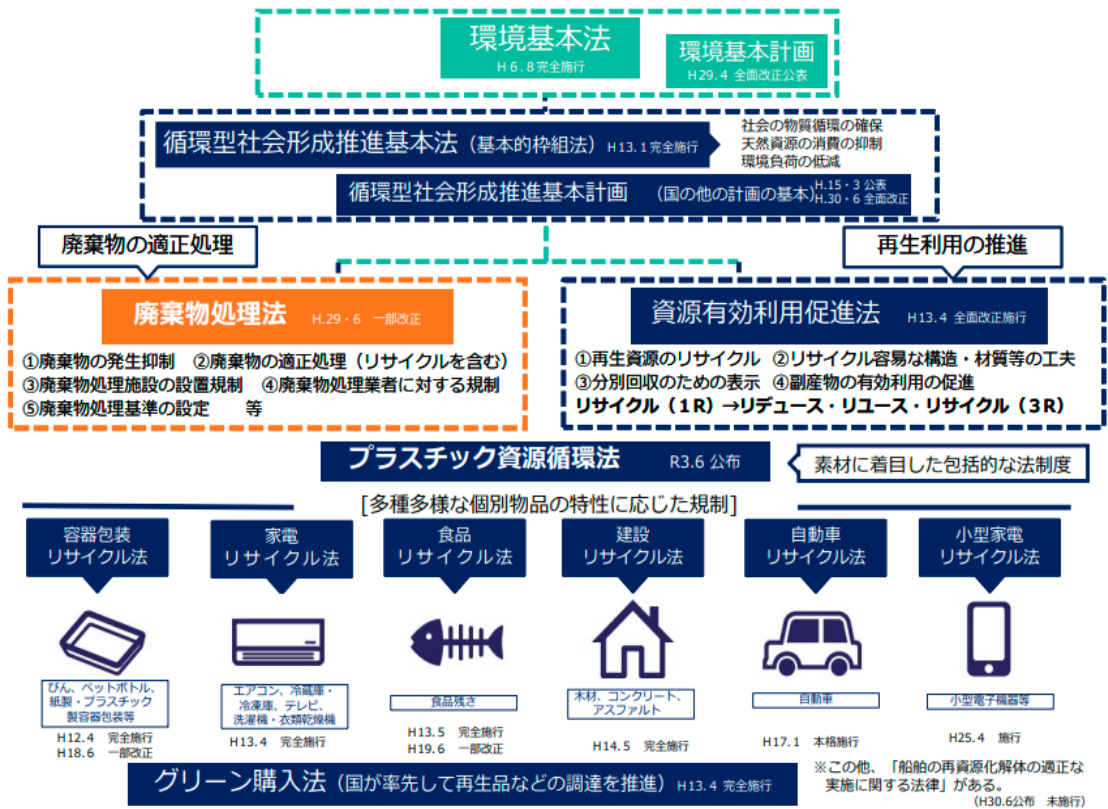 環境基本法
H 6. 8 完全施行
環境基本計画
H29. 4 全面改正公表
循環型社会形成推進基本法（基本的枠組法）H13. 1 完全施行
社会の物質循環の確保
天然資源の消費の抑制
環境負荷の低減
循環型社会形成推進基本計画 （国の他の計画の基本）
H.15・3 公表
H.30・6 全面改正
廃棄物の適正処理
再生利用の推進
廃棄物処理法 H.29・6 一部改正
①廃棄物の発生抑制 ②廃棄物の適正処理（リサイクルを含む）
③廃棄物処理施設の設置規制 ④廃棄物処理業者に対する規制
⑤廃棄物処理基準の設定 等
資源有効利用促進法 H13. 4 全面改正施行
①再生資源のリサイクル ②リサイクル容易な構造・材質等の工夫
③分別回収のための表示 ④副産物の有効利用の促進
リサイクル（１R）→リデュース・リユース・リサイクル（３R）
プラスチック資源循環法 R3.6 公布
素材に着目した包括的な法制度
[多種多様な個別物品の特性に応じた規制]
容器包装
リサイクル法
家電
リサイクル法
食品
リサイクル法
建設
リサイクル法
自動車
リサイクル法
小型家電
リサイクル法
びん、ペットボトル、
紙製・プラスチック
製容器包装等
エアコン、冷蔵庫・
冷凍庫、テレビ、
洗濯機・衣類乾燥機
食品残さ
木材、コンクリート、
アスファルト
自動車
小型電子機器等
H12.4 完全施行
H18.6 一部改正
H13.4 完全施行
H13.5 完全施行
H19.6 一部改正
H14.5 完全施行
H17.1 本格施行
H25.4 施行
グリーン購入法（国が率先して再生品などの調達を推進）H13. 4 完全施行
※この他、「船舶の再資源化解体の適正な
実施に関する法律」がある。
（H30.6公布 未施行）